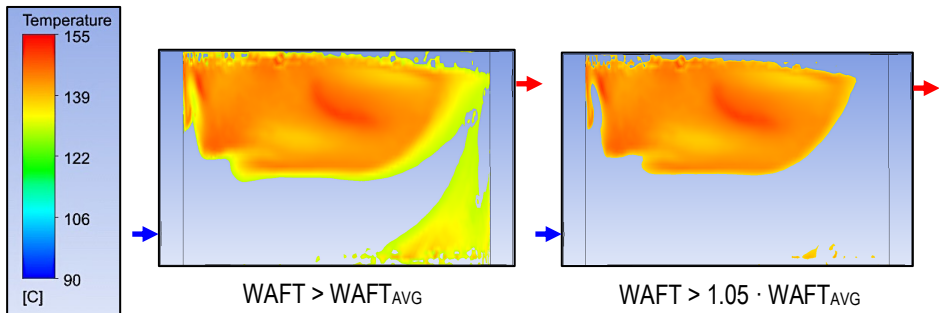 Temperature
155
139
122
106
90
[C]
WAFT > WAFTAVG
WAFT > 1.05 · WAFTAVG